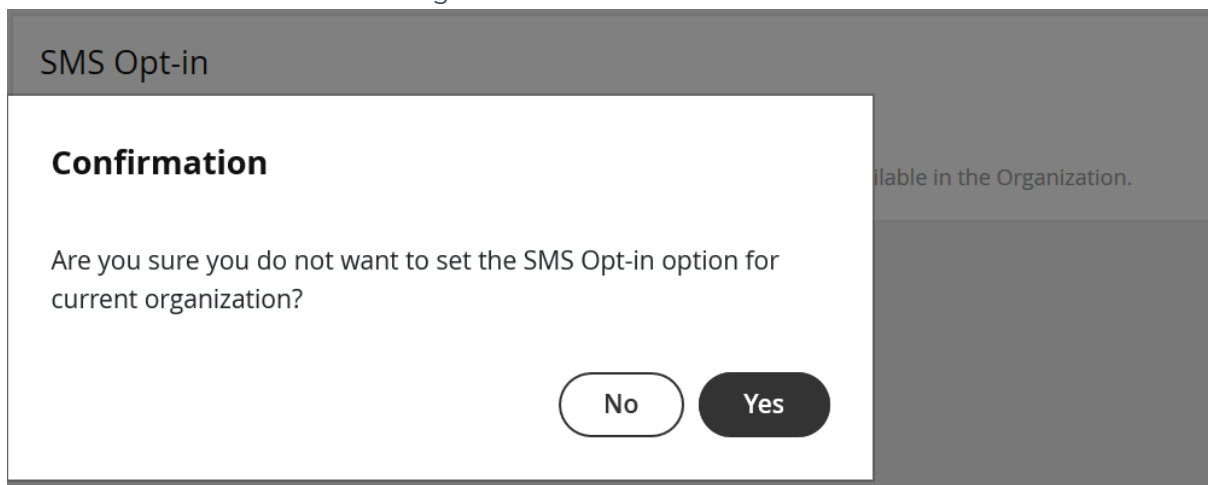 SMS Opt-in
Confirmation
ilable in the Organization.
Are you sure you do not want to set the SMS Opt-in option for
current organization?
No Yes